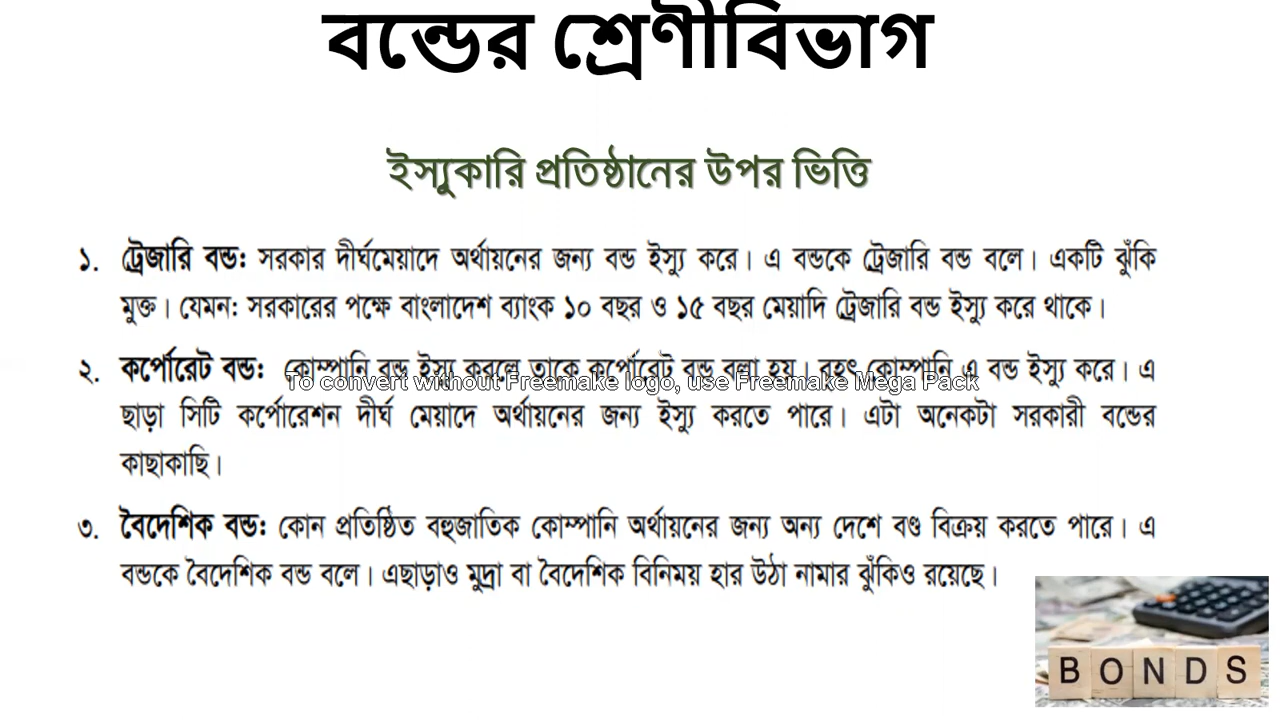 বন্ডের শ্রেণীবিভাগ
ইস্যুকারি প্রতিষ্ঠানের উপর ভিত্তি
১. ট্রেজারি বন্ড: সরকার দীর্ঘমেয়াদে অর্থায়নের জন্য বন্ড ইস্যু করে। এ বন্ডকে ট্রেজারি বন্ড বলে। একটি ঝুঁকি
মুক্ত। যেমন: সরকারের পক্ষে বাংলাদেশ ব্যাংক ১০ বছর ও ১৫ বছর মেয়াদি ট্রেজারি বন্ড ইস্যু করে থাকে।
২. কর্পোরেট বন্ড: কোম্পানি বন্ড ইস্যু করলে তাকে কর্পোরেট বন্ড বলা হয়। বৃহৎ কোম্পানি এ বন্ড ইস্যু করে। এ
To convert without Freemake logo, use Freemake Mega Pack
ছাড়া সিটি কর্পোরেশন দীর্ঘ মেয়াদে অর্থায়নের জন্য ইস্যু করতে পারে। এটা অনেকটা সরকারী বন্ডের
কাছাকাছি।
৩. বৈদেশিক বন্ড: কোন প্রতিষ্ঠিত বহুজাতিক কোম্পানি অর্থায়নের জন্য অন্য দেশে বণ্ড বিক্রয় করতে পারে। এ
বন্ডকে বৈদেশিক বন্ড বলে। এছাড়াও মুদ্রা বা বৈদেশিক বিনিময় হার উঠা নামার ঝুঁকিও রয়েছে।
BONDS